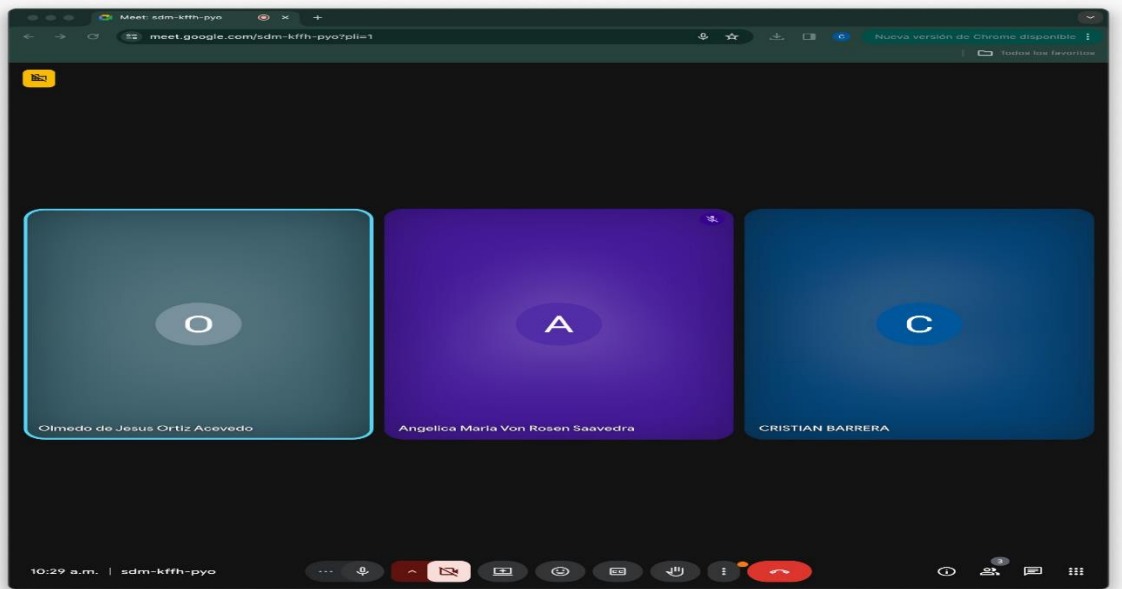 Meet: sdm-kffh-pyo
meet.google.com/sdm-kffh-pyo?pli=1
C
Nueva versión de Chrome disponible
Todos los favoritos
O
A
C
Olmedo de Jesus Ortiz Acevedo
Angelica Maria Von Rosen Saavedra
CRISTIAN BARRERA
3
10:29 a.m. | sdm-kffh-pyo
CC